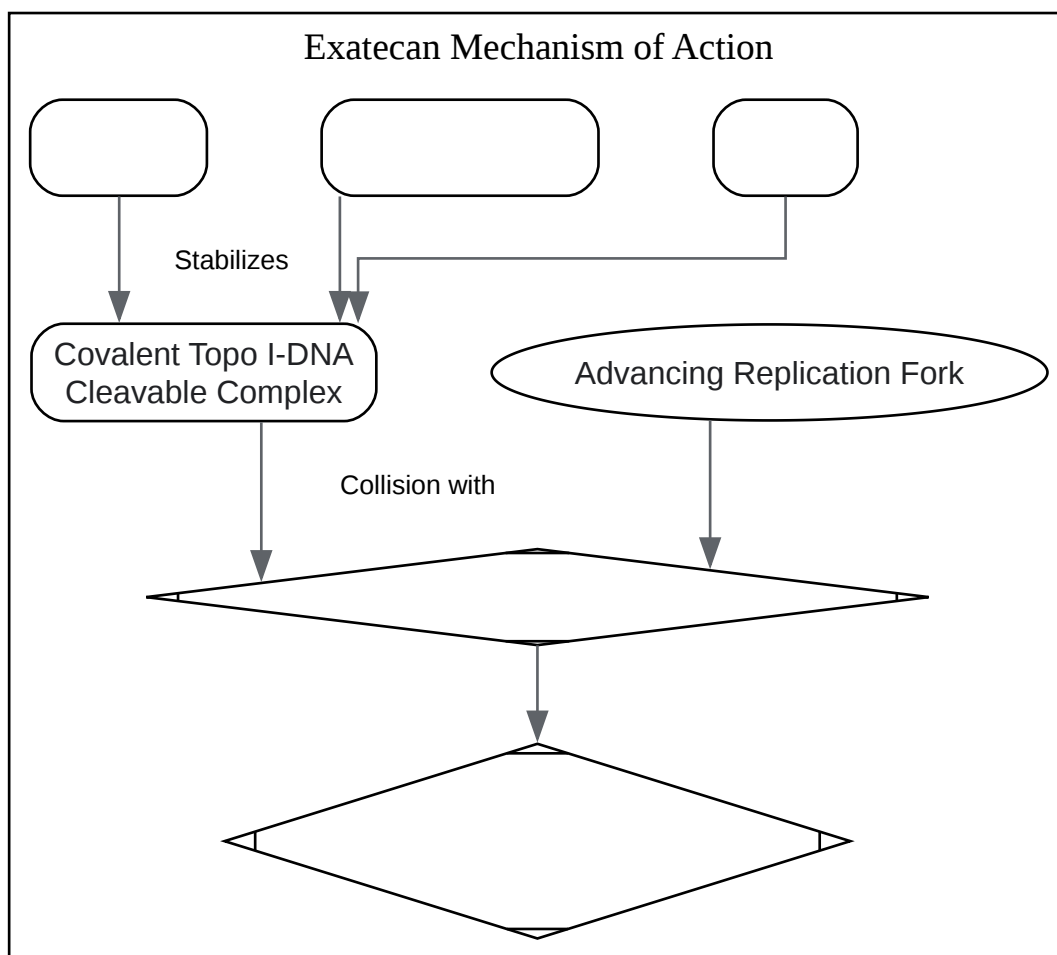 Exatecan Mechanism of Action
Stabilizes
Covalent Topo I-DNA
Cleavable Complex
Advancing Replication Fork
Collision with